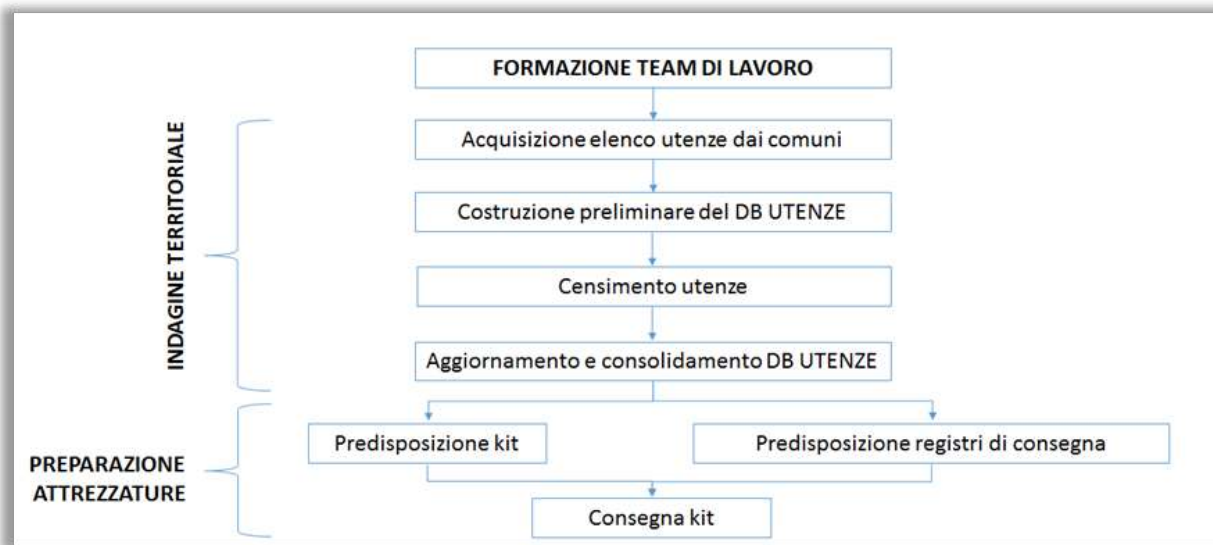 FORMAZIONE TEAM DI LAVORO
INDAGINE TERRITORIALE
Acquisizione elenco utenze dai comuni
Costruzione preliminare del DB UTENZE
Censimento utenze
Aggiornamento e consolidamento DB UTENZE
PREPARAZIONE
ATTREZZATURE
Predisposizione kit
Predisposizione registri di consegna
Consegna kit